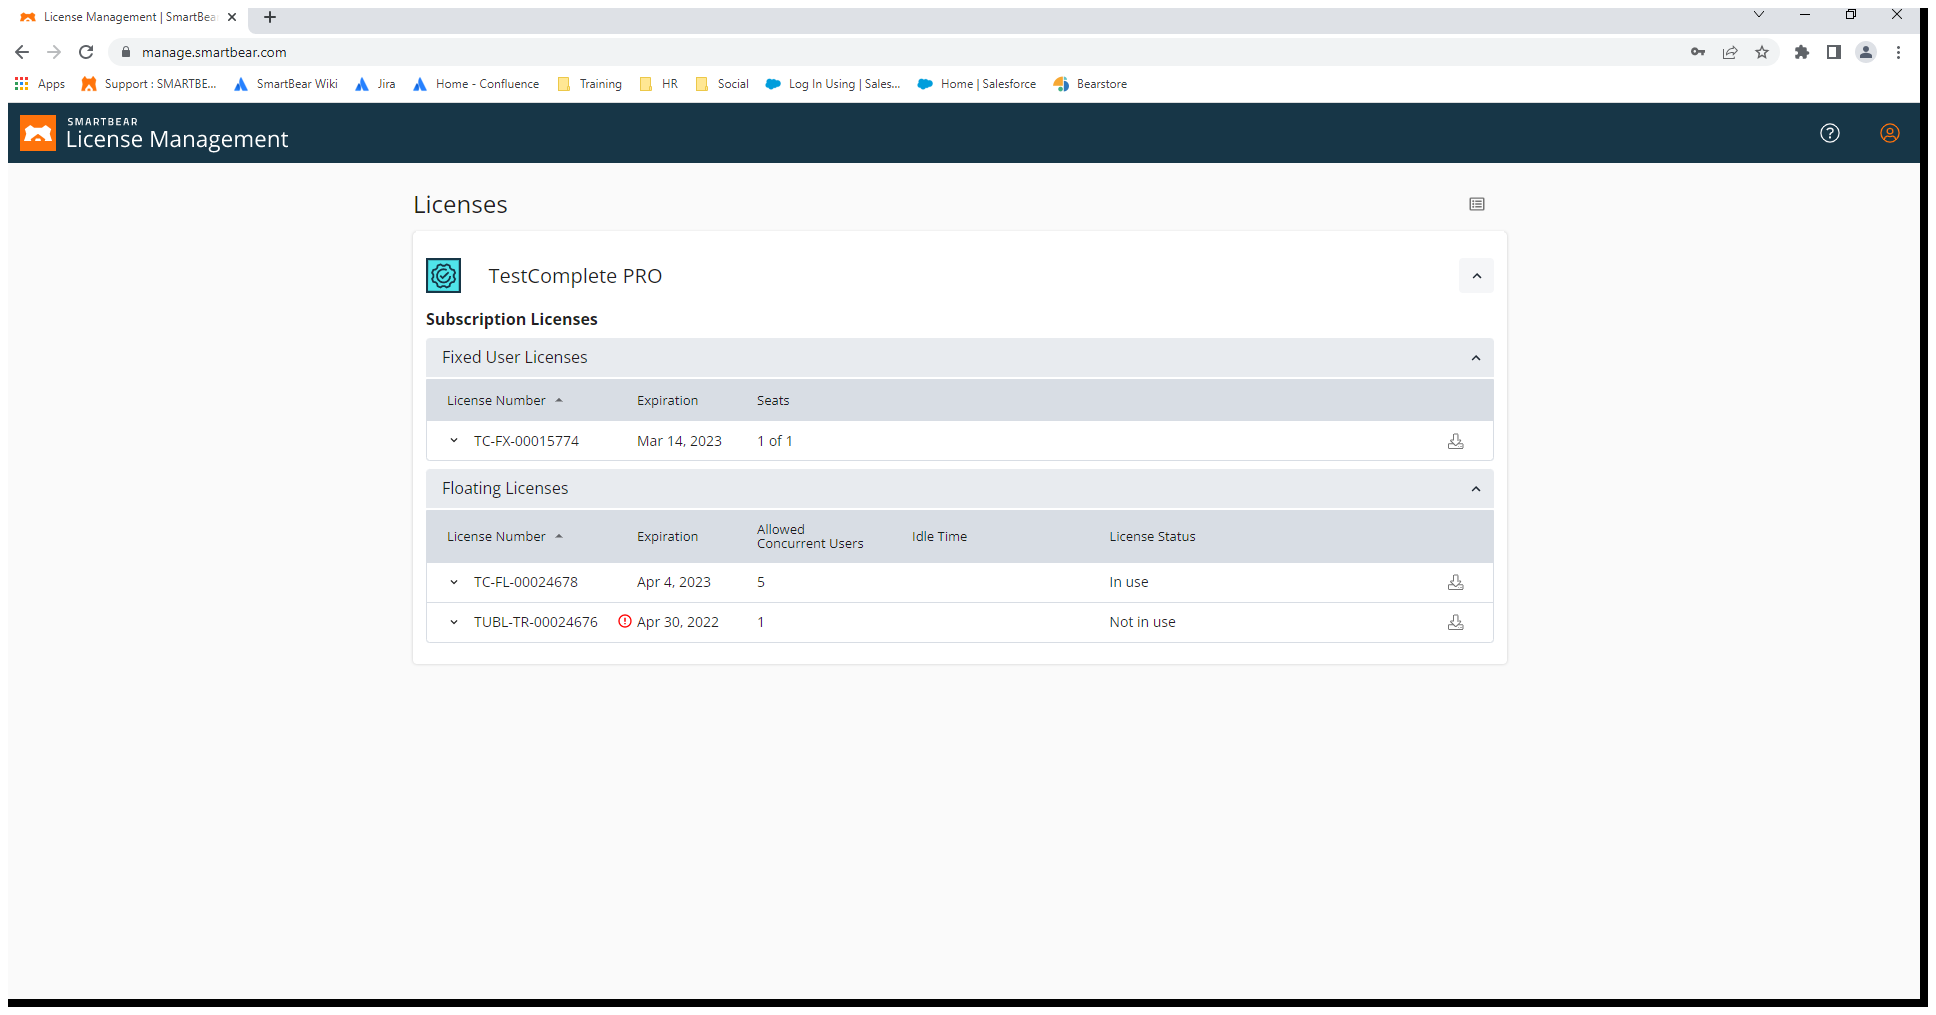 License Management | SmartBea
manage.smartbear.com
Apps Support : SMARTBE... SmartBear Wiki Jira Home - Confluence Training HR Social Log In Using | Sales... Home | Salesforce Bearstore
SMARTBEAR
License Management
Licenses
TestComplete PRO
Subscription Licenses
Fixed User Licenses
License Number Expiration Seats
TC-FX-00015774 Mar 14, 2023 1 of 1
Floating Licenses
License Number Expiration Allowed Concurrent Users Idle Time License Status
TC-FL-00024678 Apr 4, 2023 5 In use
TUBL-TR-00024676 Apr 30, 2022 1 Not in use